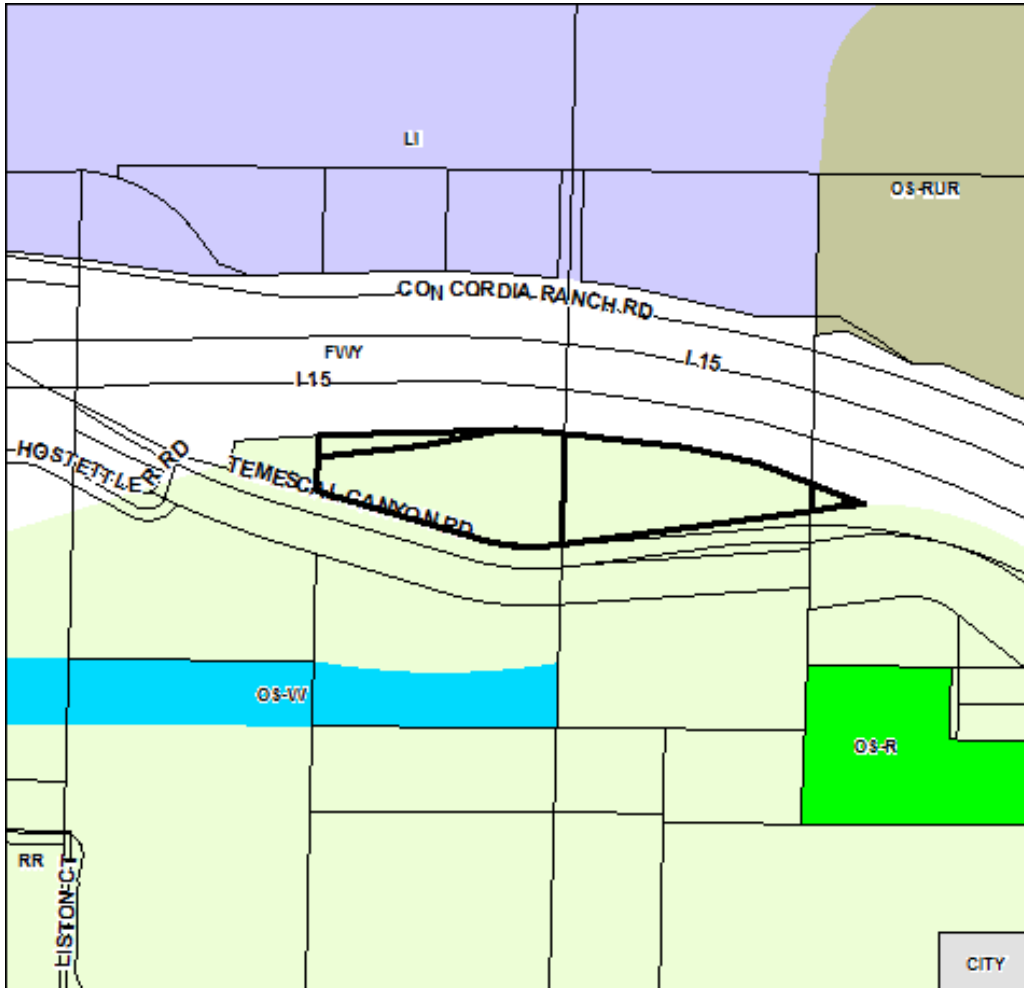 LI
OS-RUR
CON CORDIA RANCH RD
FWY
I-15
I-15
HOSTETTLER RD
TEMESCAL CANYON RD
OS-W
OS-R
RR
LISTON CT
CITY